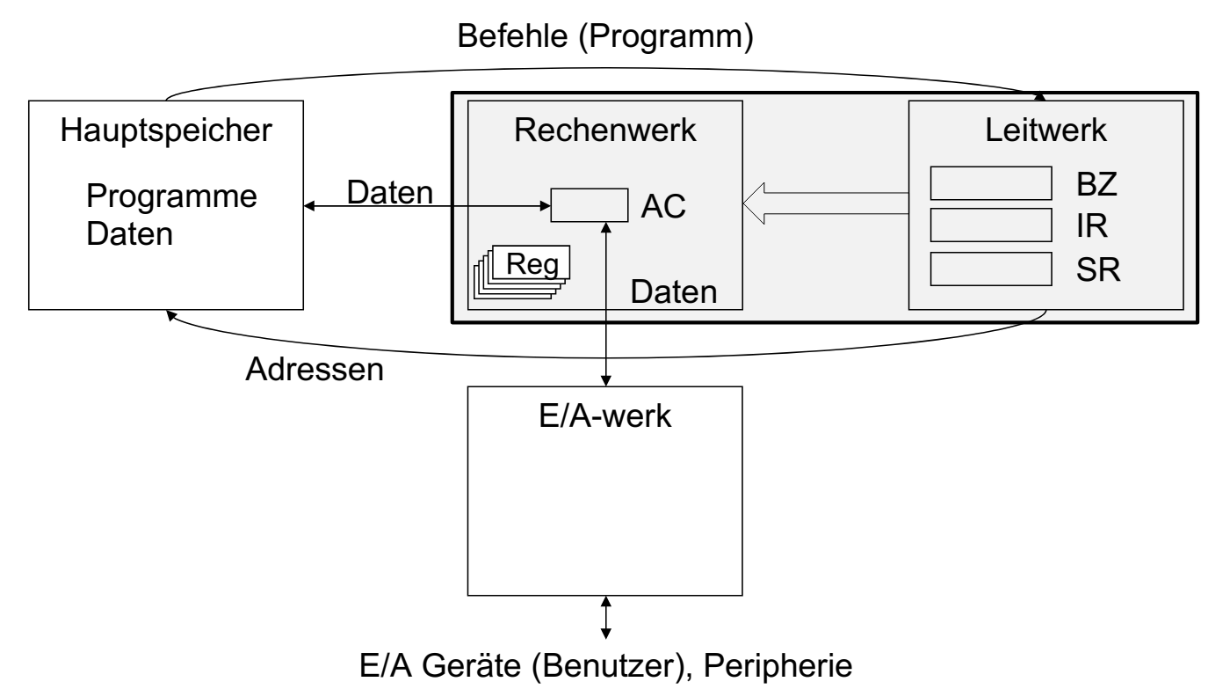 Befehle (Programm)
Hauptspeicher
Programme
Daten
Daten
Rechenwerk
AC
Reg
Daten
Leitwerk
BZ
IR
SR
Adressen
E/A-werk
E/A Geräte (Benutzer), Peripherie